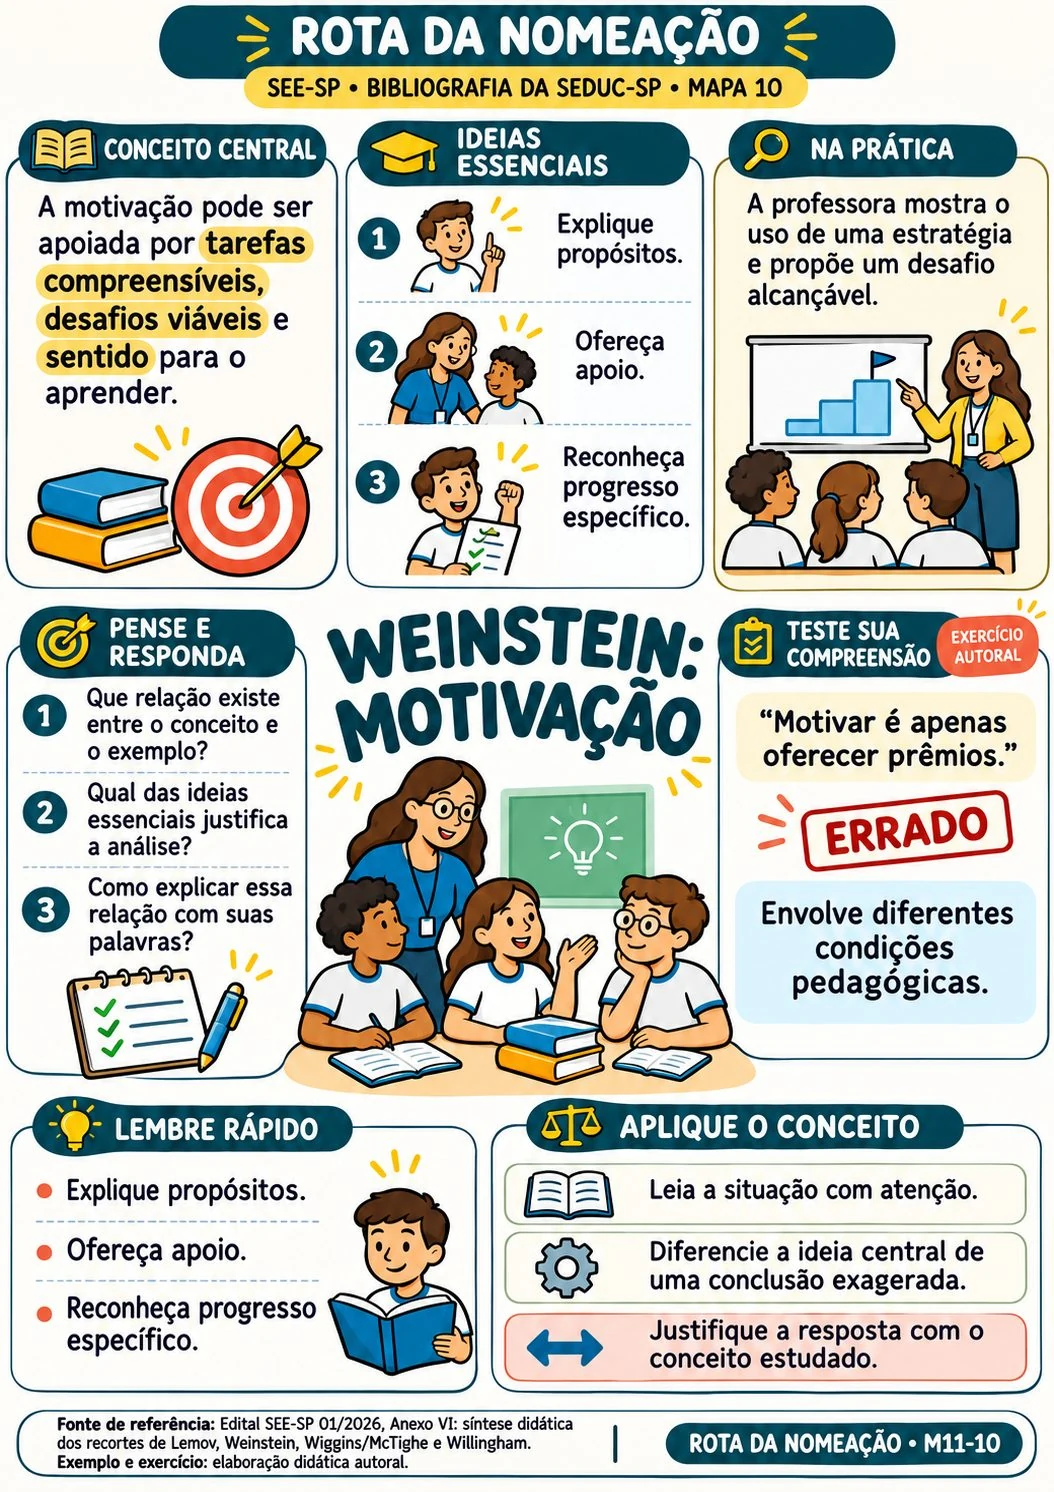 ROTA DA NOMEAÇÃO
SEE-SP • BIBLIOGRAFIA DA SEDUC-SP • MAPA 10
CONCEITO CENTRAL
A motivação pode ser
apoiada por tarefas
compreensíveis,
desafios viáveis e
sentido para o
aprender.
IDEIAS
ESSENCIAIS
1
Explique
propósitos.
2
Ofereça
apoio.
3
Reconheça
progresso
específico.
NA PRÁTICA
A professora mostra o
uso de uma estratégia
e propõe um desafio
alcançável.
PENSE E
RESPONDA
1
Que relação existe
entre o conceito e
o exemplo?
2
Qual das ideias
essenciais justifica
a análise?
3
Como explicar essa
relação com suas
palavras?
WEINSTEIN:
MOTIVAÇÃO
TESTE SUA
COMPREENSÃO
EXERCÍCIO
AUTORAL
“Motivar é apenas
oferecer prêmios.”
ERRADO
Envolve diferentes
condições
pedagógicas.
LEMBRE RÁPIDO
• Explique propósitos.
• Ofereça apoio.
• Reconheça progresso
específico.
APLIQUE O CONCEITO
Leia a situação com atenção.
Diferencie a ideia central de
uma conclusão exagerada.
Justifique a resposta com o
conceito estudado.
Fonte de referência: Edital SEE-SP 01/2026, Anexo VI: síntese didática
dos recortes de Lemov, Weinstein, Wiggins/McTighe e Willingham.
Exemplo e exercício: elaboração didática autoral.
ROTA DA NOMEAÇÃO • M11-10